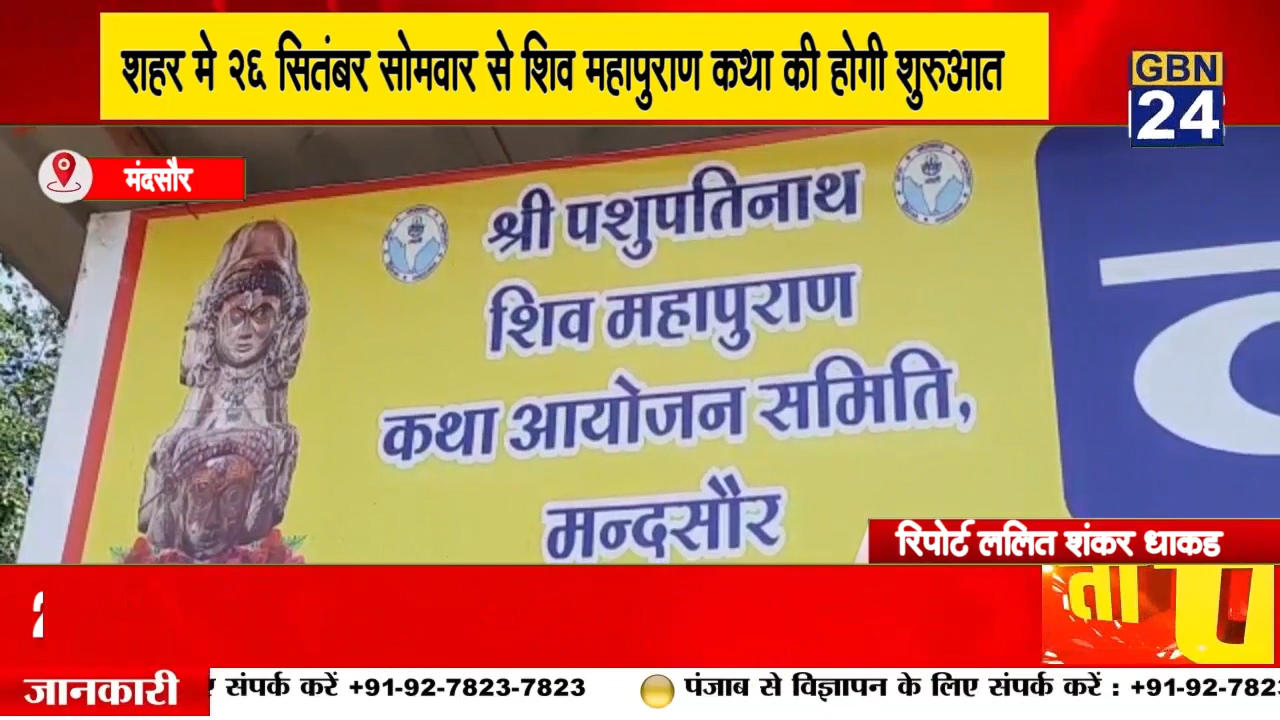 शहर मे २६ सितंबर सोमवार से शिव महापुराण कथा की होगी शुरुआत
GBN
24
मंदसौर
श्री पशुपतिनाथ
शिव महापुराण
कथा आयोजन समिति,
मन्दसौर
रिपोर्ट ललित शंकर धाकड
जानकारी
संपर्क करें +91-92-7823-7823
पंजाब से विज्ञापन के लिए संपर्क करें : +91-92-782